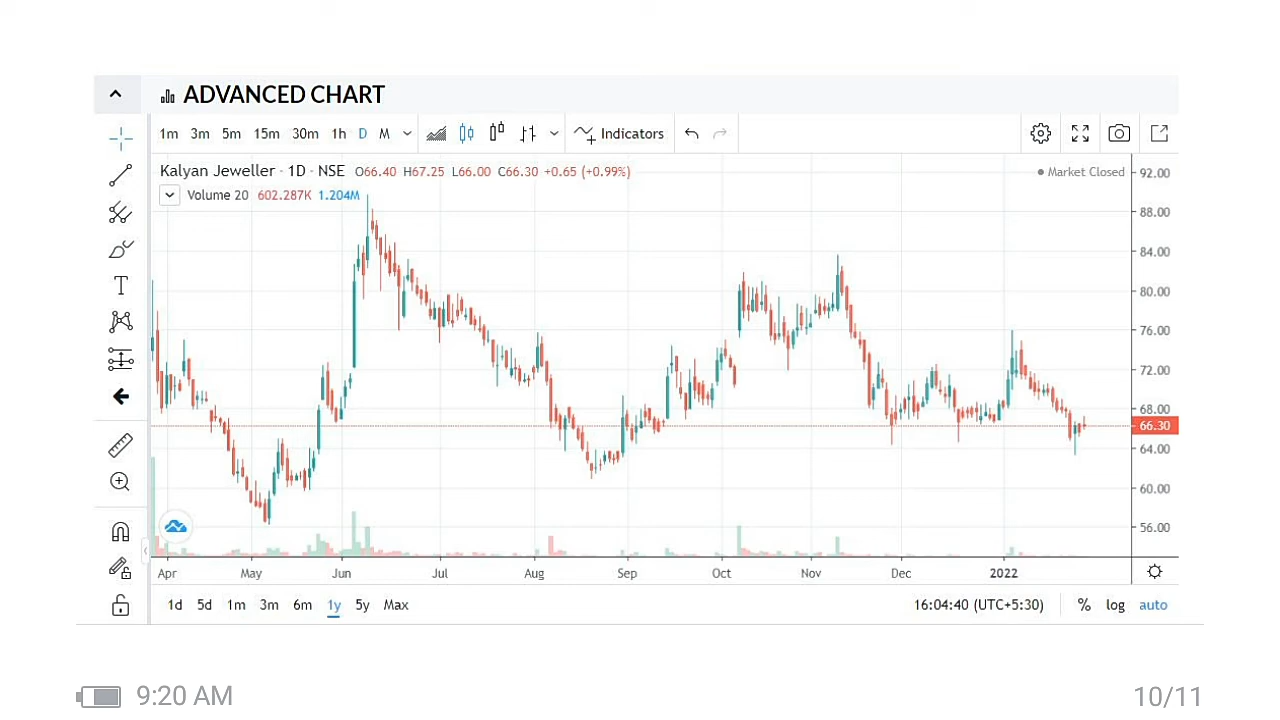 ADVANCED CHART
1m 3m 5m 15m 30m 1h D M Indicators
Kalyan Jeweller · 1D · NSE O66.40 H67.25 L66.00 C66.30 +0.65 (+0.99%)
Market Closed
Volume 20 602.287K 1.204M
T
92.00
88.00
84.00
80.00
76.00
72.00
68.00
66.30
64.00
60.00
56.00
Apr May Jun Jul Aug Sep Oct Nov Dec 2022
1d 5d 1m 3m 6m 1y 5y Max 16:04:40 (UTC+5:30) % log auto
9:20 AM 10/11